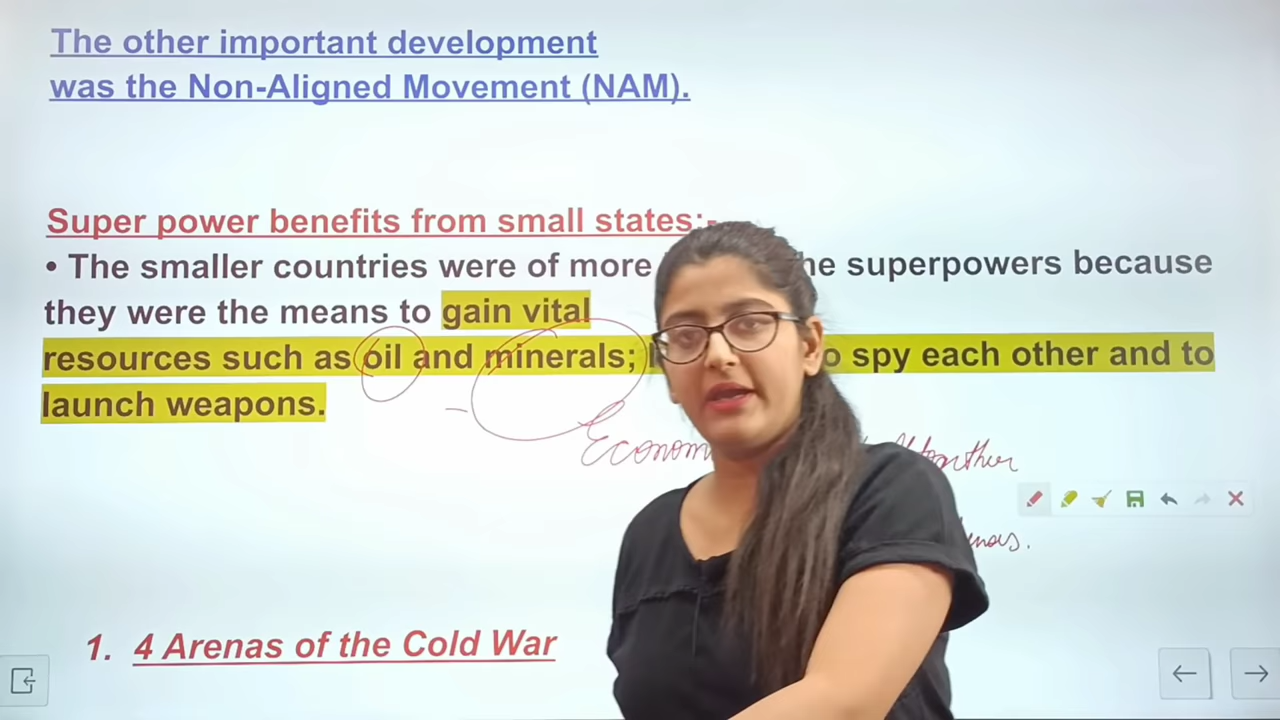 The other important development
was the Non-Aligned Movement (NAM).
Super power benefits from small states:-
• The smaller countries were of more he superpowers because
they were the means to gain vital
resources such as oil and minerals; o spy each other and to
launch weapons.
Econom
1. 4 Arenas of the Cold War